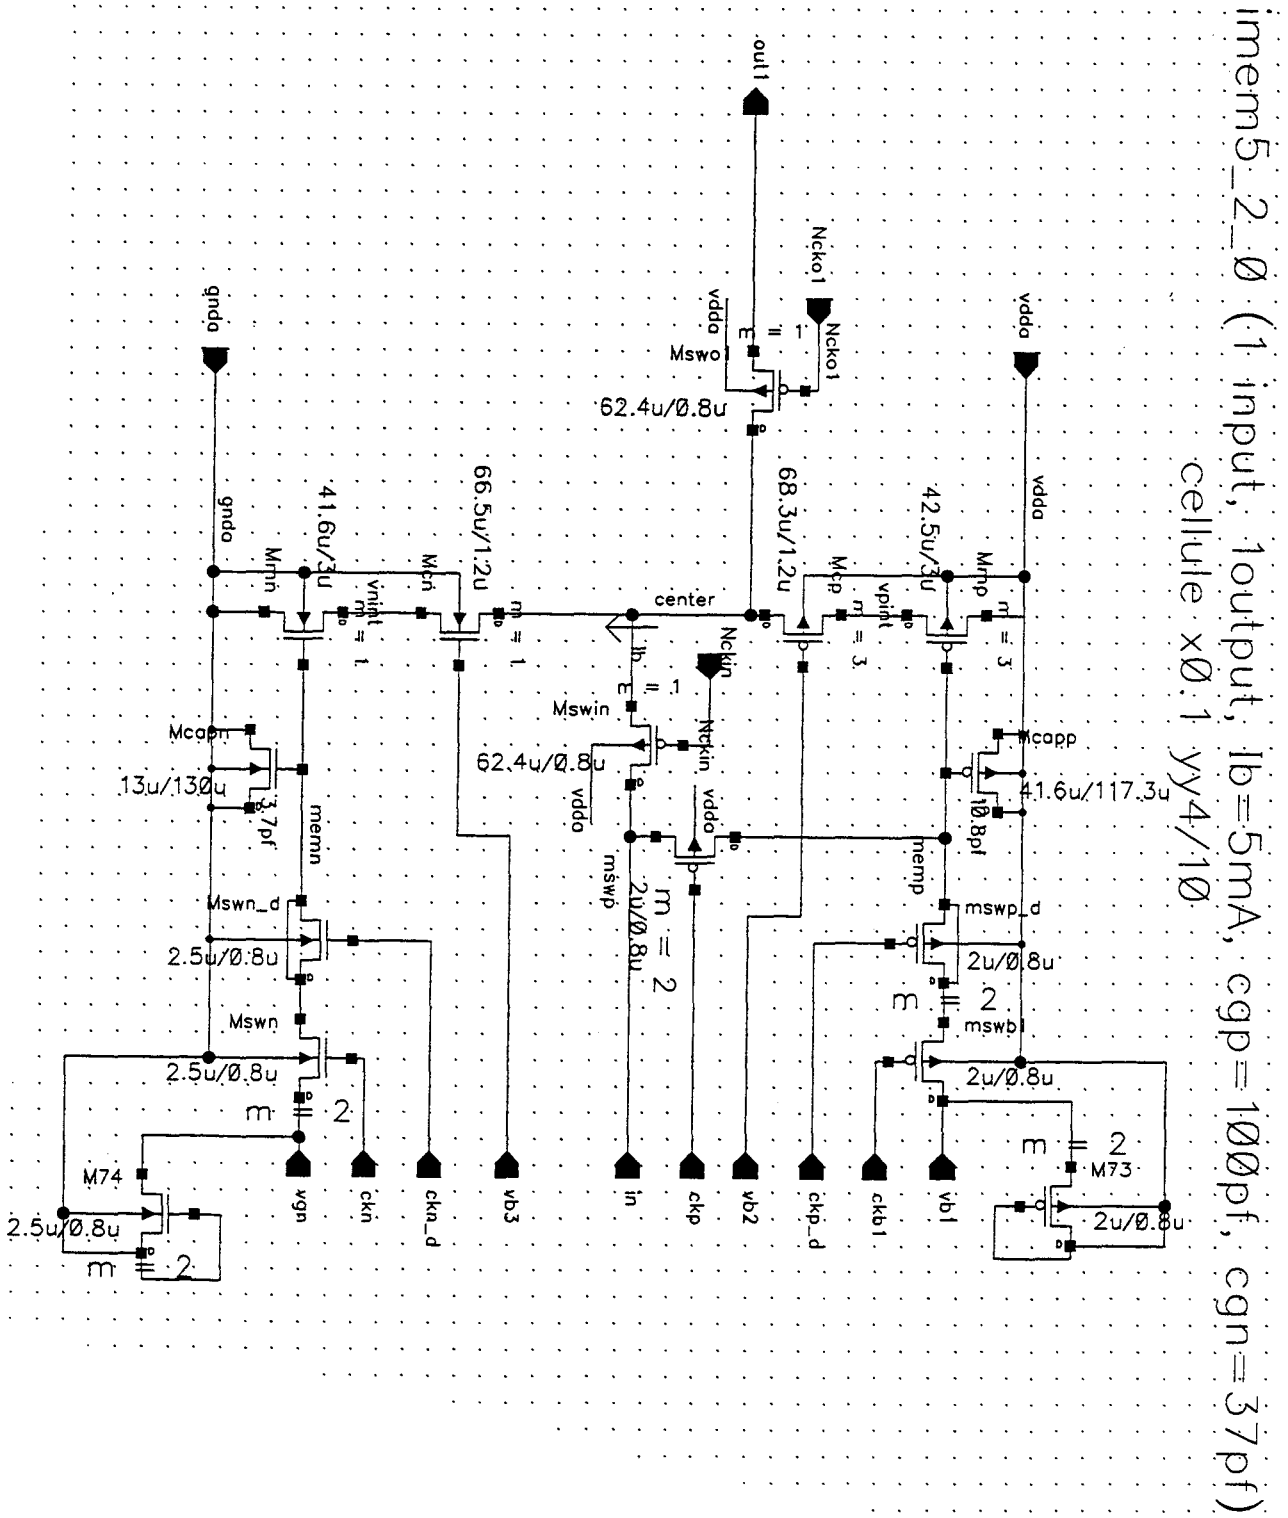 imem5_2_0 (1 input, 1output, Ib=5mA, cgp=100pf, cgn=37pf)
cellule x0.1 yy4/10
out1
Ncko1
Ncko1
vdda
m = 1
Mswo1
62.4u/0.8u
vdda
vdda
gnda
gnda
Mmn
41.6u/3u
m = 1
vnint
Mcn
66.5u/1.2u
m = 1
center
Ib
Mcp
68.3u/1.2u
m = 3
vpint
Mmp
42.5u/3u
m = 3
Nckin
Nckin
m = 1
Mswin
62.4u/0.8u
vdda
vdda
mswp
2u/0.8u
m = 2
Mcapn
13u/130u
3.7pf
memn
Mcapp
41.6u/117.3u
10.8pf
memp
Mswn_d
2.5u/0.8u
Mswn
2.5u/0.8u
m = 2
mswp_d
2u/0.8u
m = 2
mswb1
2u/0.8u
M74
2.5u/0.8u
m = 2
m = 2
M73
2u/0.8u
vgn
ckn
ckn_d
vb3
in
ckp
vb2
ckp_d
ckb1
vb1